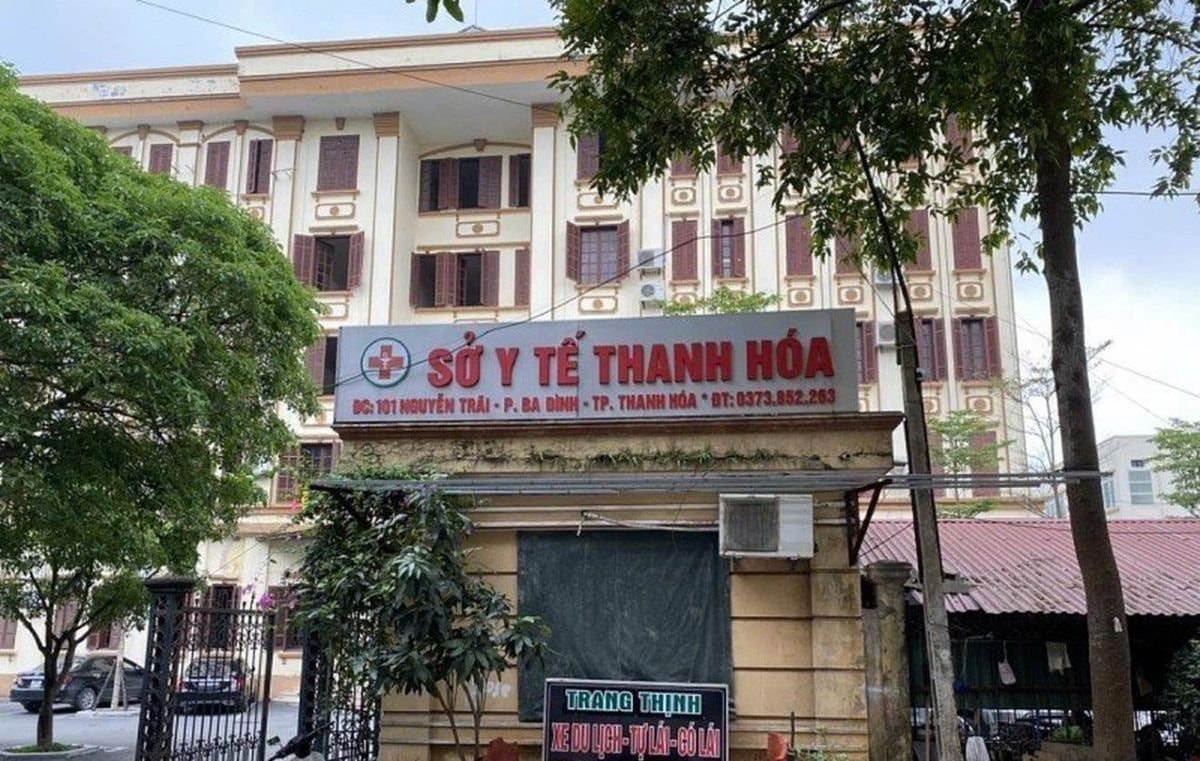 SỞ Y TẾ THANH HÓA
ĐC: 101 NGUYỄN TRÃI - P. BA ĐÌNH - TP. THANH HÓA * ĐT: 0373.852.263
TRANG THỊNH
XE DU LỊCH - TỰ LÁI - CÓ LÁI